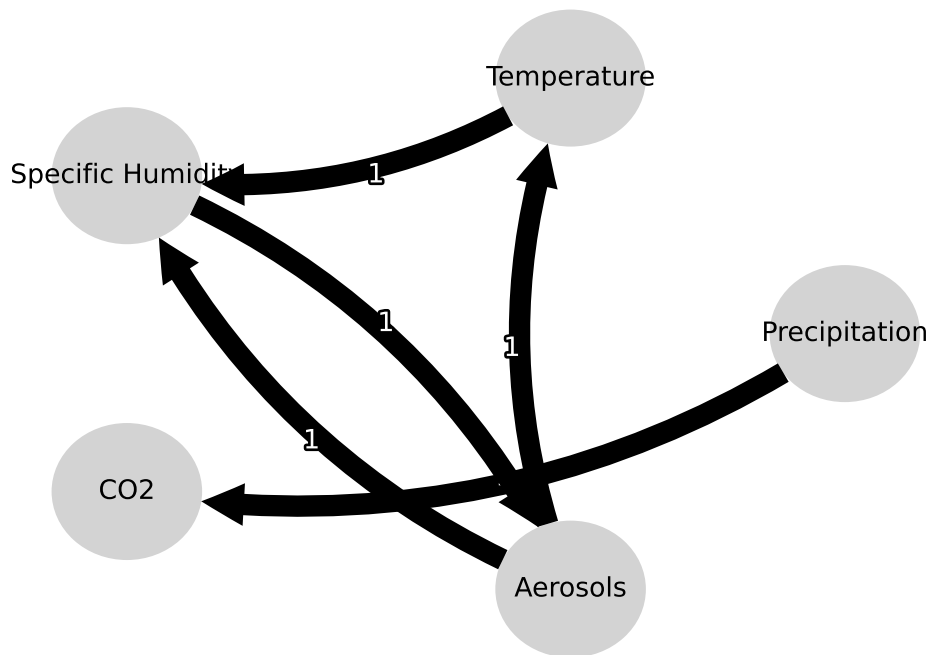 Temperature
Specific Humidity
1
1
Precipitation
1
1
CO2
Aerosols